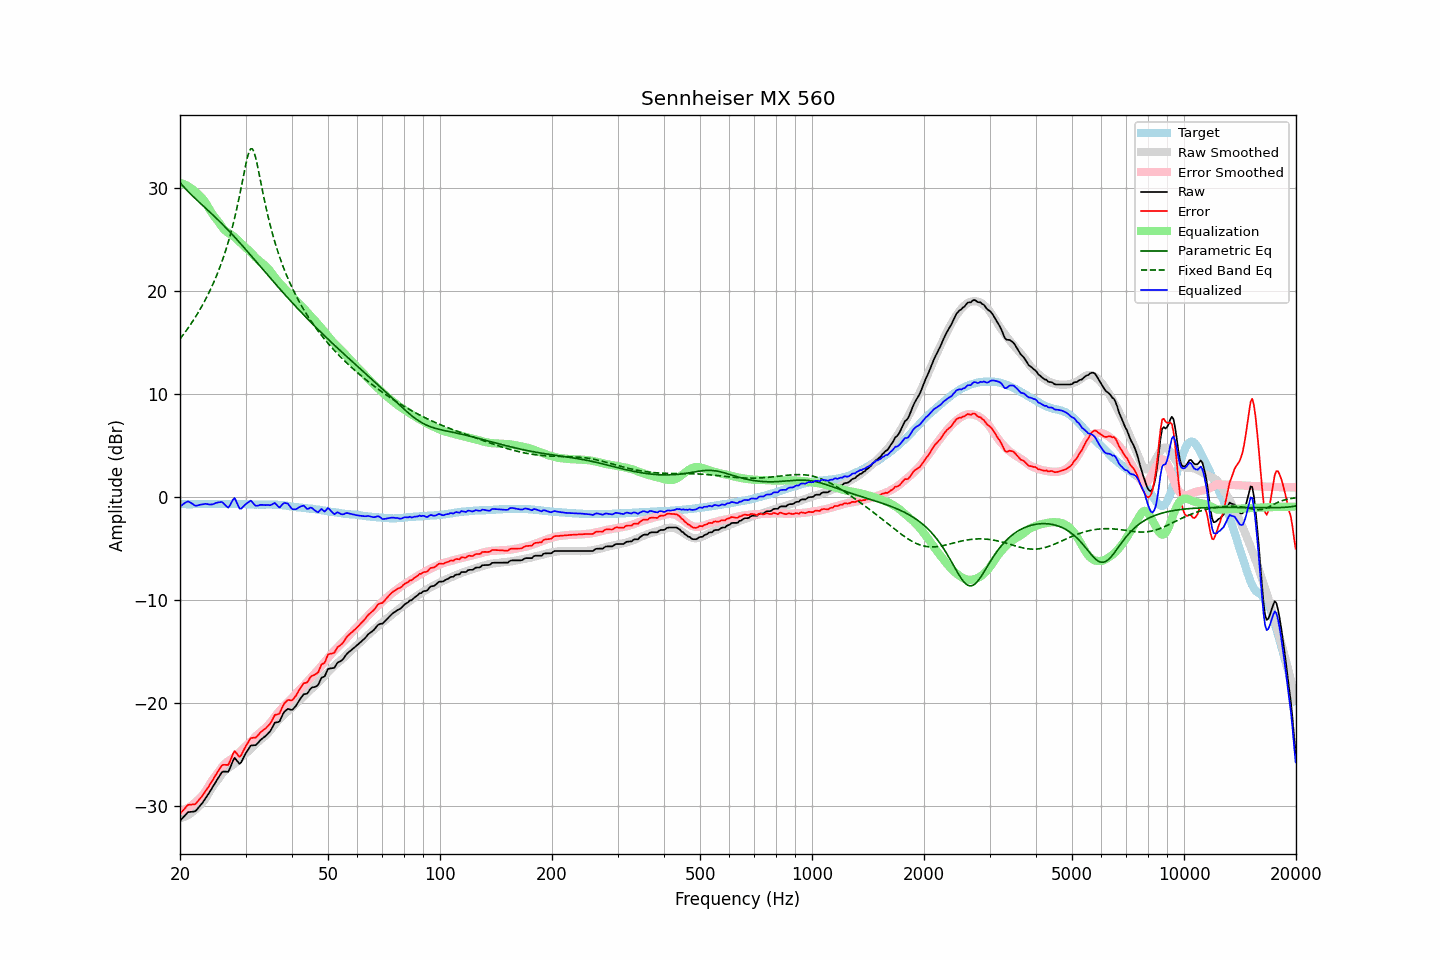 Sennheiser MX 560
Target
Raw Smoothed
Error Smoothed
Raw
Error
Equalization
Parametric Eq
Fixed Band Eq
Equalized
Amplitude (dBr)
30
20
10
0
−10
−20
−30
20
50
100
200
500
1000
2000
5000
10000
20000
Frequency (Hz)